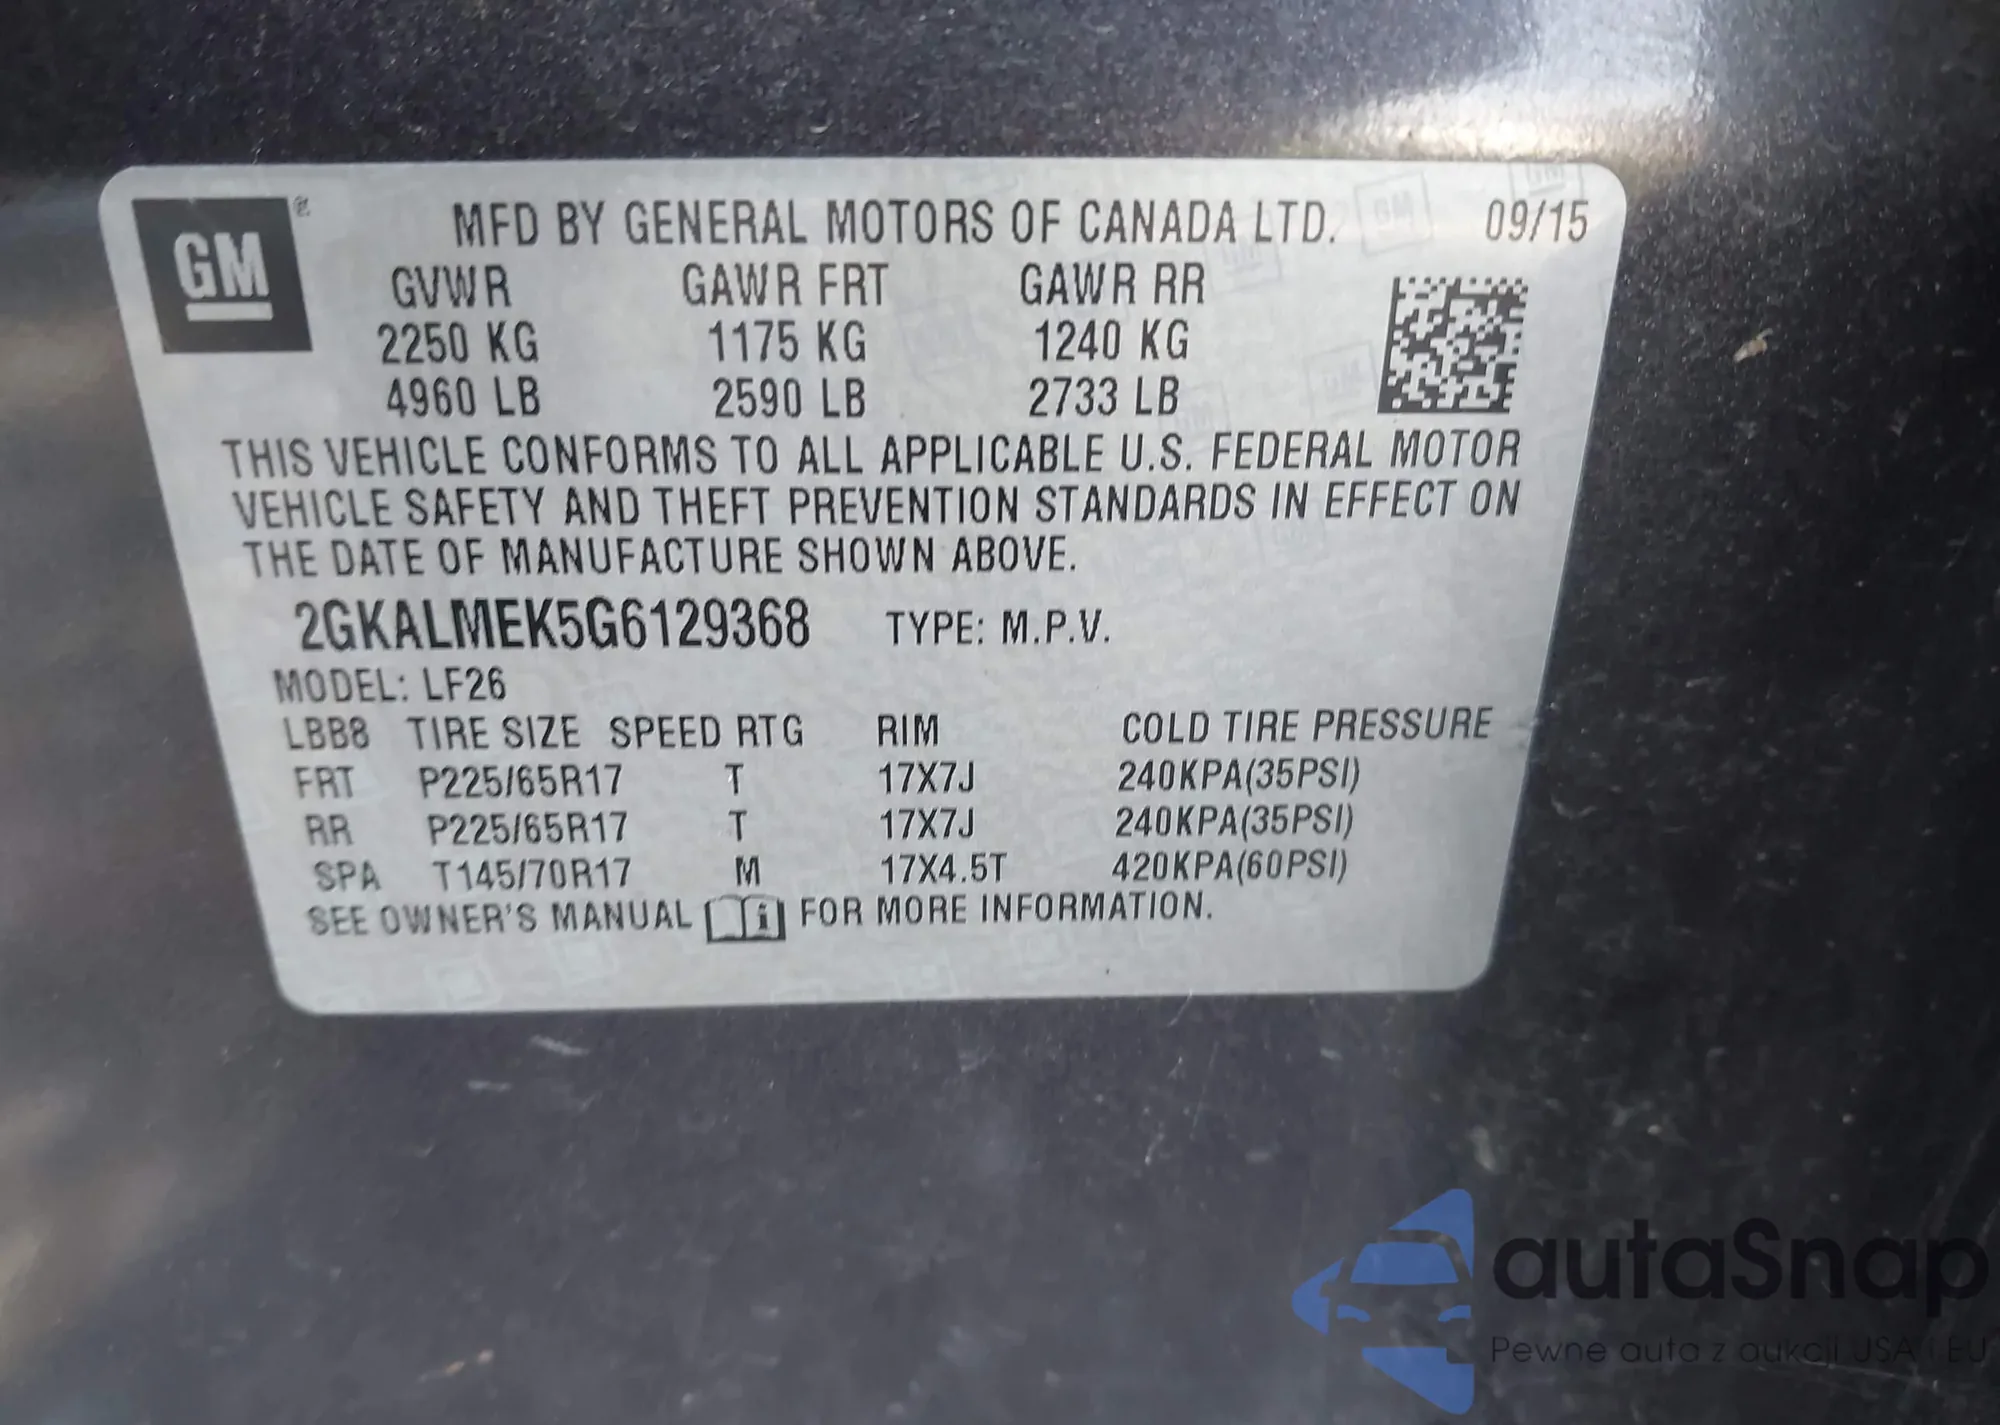 GM ®
MFD BY GENERAL MOTORS OF CANADA LTD. 09/15
GVWR GAWR FRT GAWR RR
2250 KG 1175 KG 1240 KG
4960 LB 2590 LB 2733 LB
THIS VEHICLE CONFORMS TO ALL APPLICABLE U.S. FEDERAL MOTOR
VEHICLE SAFETY AND THEFT PREVENTION STANDARDS IN EFFECT ON
THE DATE OF MANUFACTURE SHOWN ABOVE.
2GKALMEK5G6129368 TYPE: M.P.V.
MODEL: LF26
LBB8 TIRE SIZE SPEED RTG RIM COLD TIRE PRESSURE
FRT P225/65R17 T 17X7J 240KPA(35PSI)
RR P225/65R17 T 17X7J 240KPA(35PSI)
SPA T145/70R17 M 17X4.5T 420KPA(60PSI)
SEE OWNER'S MANUAL i FOR MORE INFORMATION.
autaSnap
Pewne auta z aukcji USA i EU